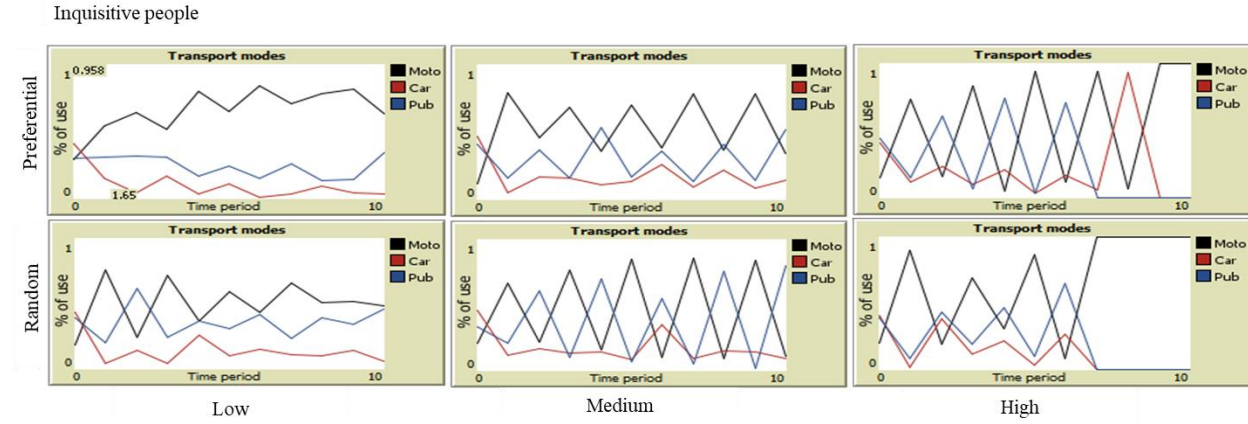 Inquisitive people
Preferential
Transport modes
1
0.958
% of use
0
1.65
0
Time period
10
Moto
Car
Pub
Transport modes
1
% of use
0
0
Time period
10
Moto
Car
Pub
Transport modes
1
% of use
0
0
Time period
10
Moto
Car
Pub
Random
Transport modes
1
% of use
0
0
Time period
10
Moto
Car
Pub
Transport modes
1
% of use
0
0
Time period
10
Moto
Car
Pub
Transport modes
1
% of use
0
0
Time period
10
Moto
Car
Pub
Low
Medium
High